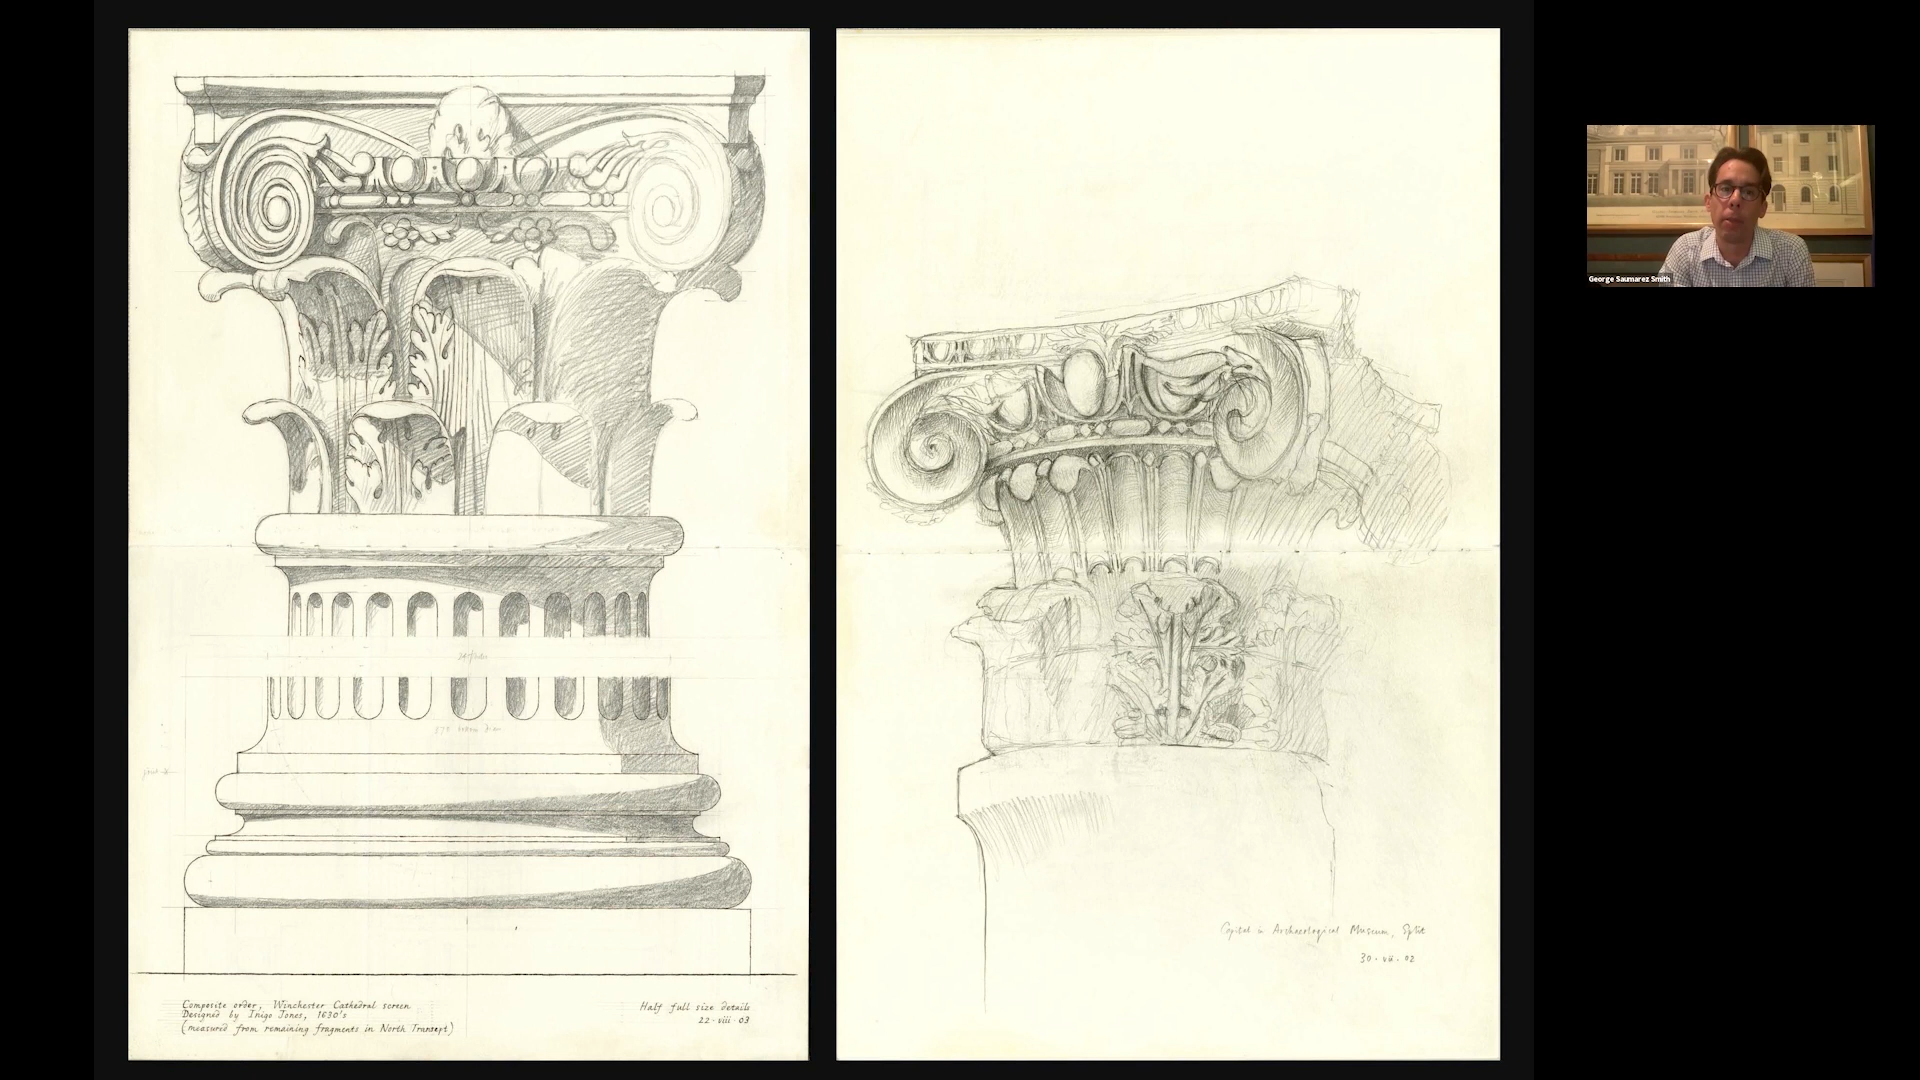 Composite order, Winchester Cathedral screen
Designed by Inigo Jones, 1630's
(measured from remaining fragments in North Transept)
Half full size details
22·viii·03
Capital in Archaeological Museum, Split
30·vii·02
George Saumarez Smith